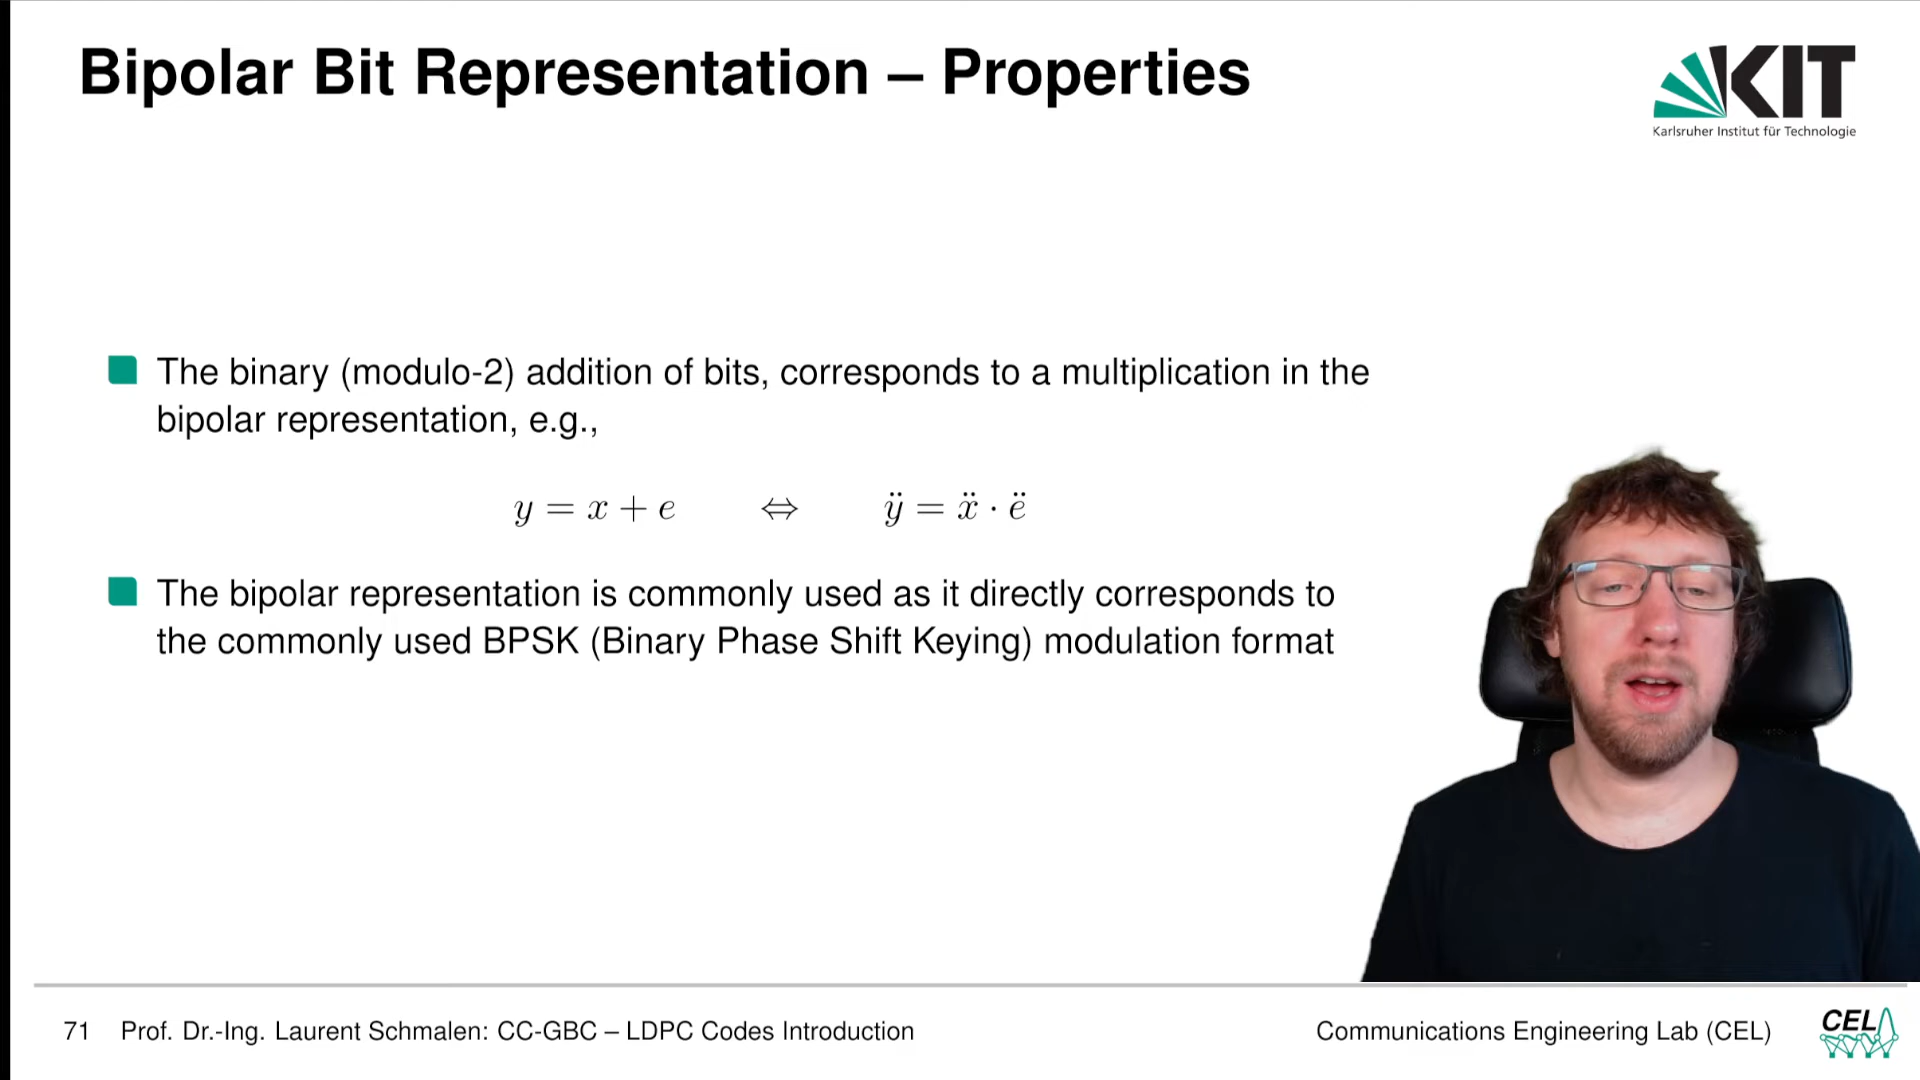 Bipolar Bit Representation – Properties
KIT
Karlsruher Institut für Technologie
The binary (modulo-2) addition of bits, corresponds to a multiplication in the
bipolar representation, e.g.,
y = x + e ⇔ ÿ = ẍ · ë
The bipolar representation is commonly used as it directly corresponds to
the commonly used BPSK (Binary Phase Shift Keying) modulation format
71 Prof. Dr.-Ing. Laurent Schmalen: CC-GBC – LDPC Codes Introduction
Communications Engineering Lab (CEL)
CEL